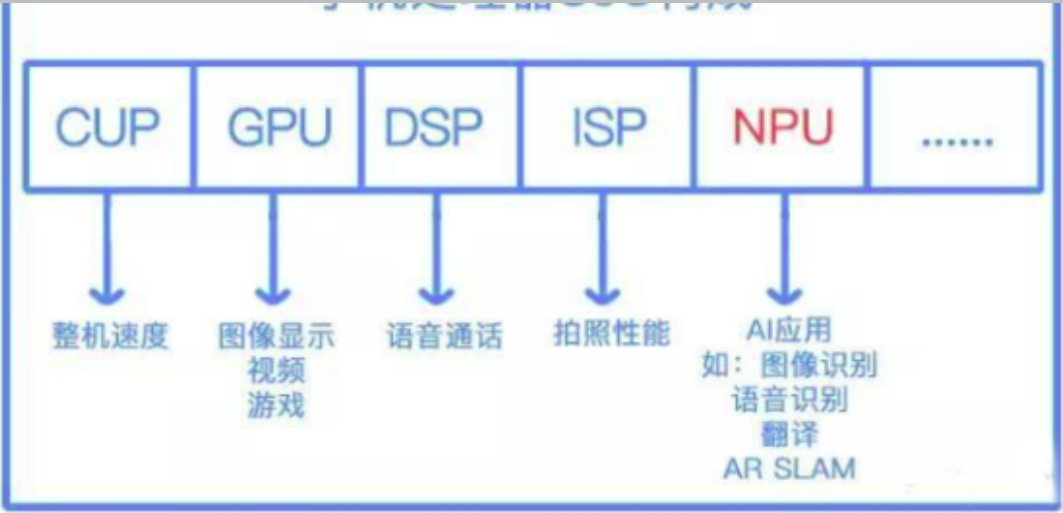 CUP GPU DSP ISP NPU ......
整机速度 图像显示 语音通话 拍照性能 AI应用
视频 如：图像识别
游戏 语音识别
翻译
AR SLAM